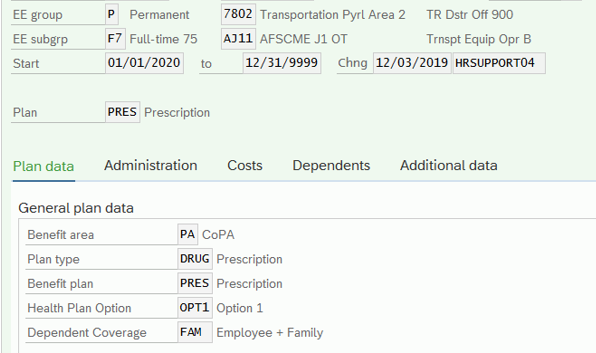 EE group P Permanent 7802 Transportation Pyrl Area 2 TR Dstr Off 900
EE subgrp F7 Full-time 75 AJ11 AFSCME J1 OT Trnspt Equip Opr B
Start 01/01/2020 to 12/31/9999 Chng 12/03/2019 HRSUPPORT04
Plan PRES Prescription
Plan data Administration Costs Dependents Additional data
General plan data
Benefit area PA CoPA
Plan type DRUG Prescription
Benefit plan PRES Prescription
Health Plan Option OPT1 Option 1
Dependent Coverage FAM Employee + Family